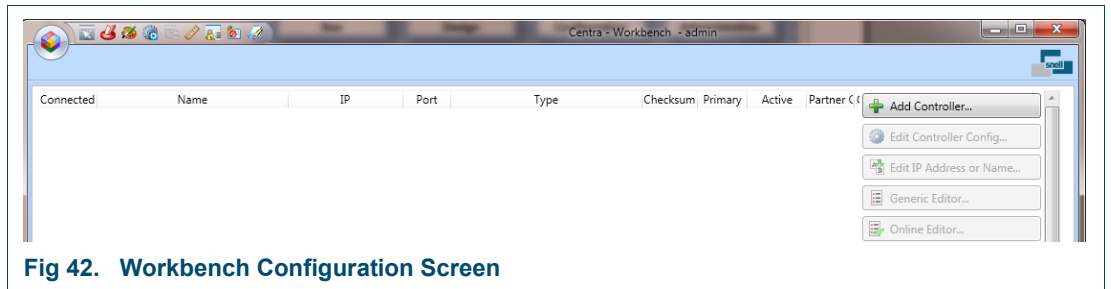 Centra - Workbench - admin
snell
Connected Name IP Port Type Checksum Primary Active Partner C
Add Controller...
Edit Controller Config...
Edit IP Address or Name...
Generic Editor...
Online Editor...
Fig 42. Workbench Configuration Screen